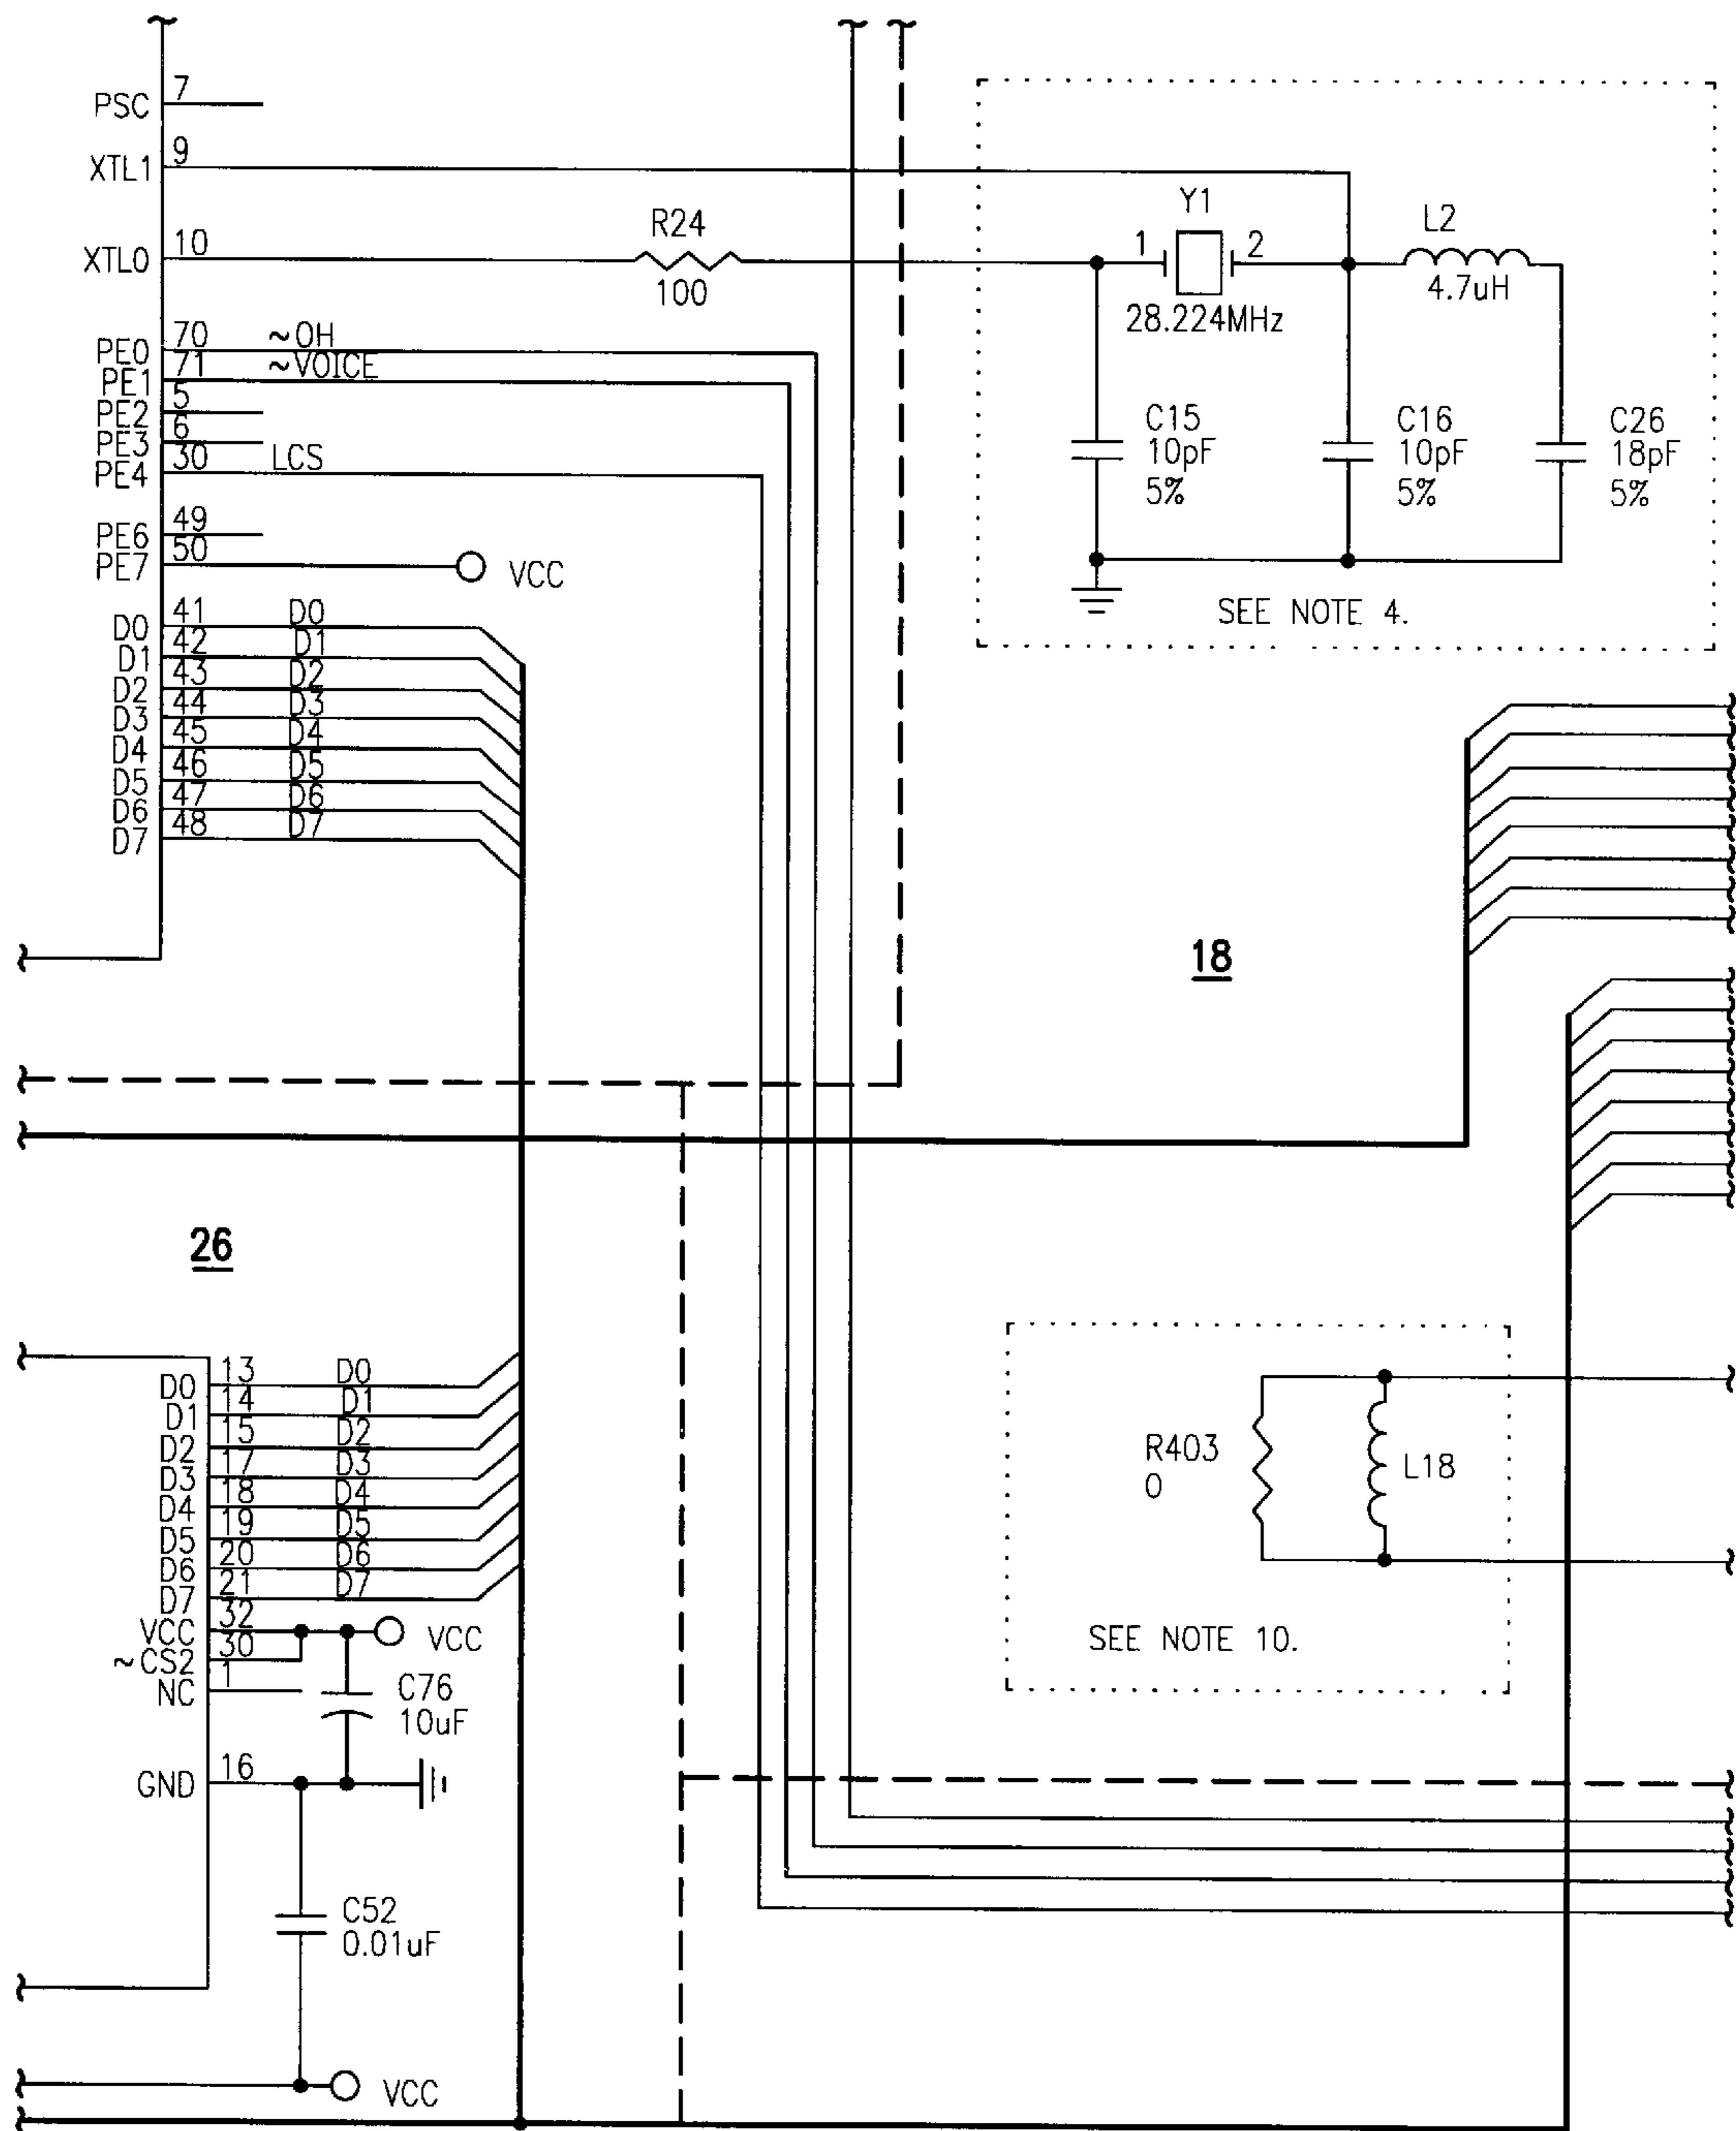 PSC 7
XTL1 9
XTLO 10
R24
100
Y1
1 2
28.224MHz
L2
4.7uH
C15
10pF
5%
C16
10pF
5%
C26
18pF
5%
SEE NOTE 4.
PE0 70 ~OH
PE1 71 ~VOICE
PE2 5
PE3 6
PE4 30 LCS
PE6 49
PE7 50 VCC
D0 41 D0
D1 42 D1
D2 43 D2
D3 44 D3
D4 45 D4
D5 46 D5
D6 47 D6
D7 48 D7
18
26
D0 13 D0
D1 14 D1
D2 15 D2
D3 17 D3
D4 18 D4
D5 19 D5
D6 20 D6
D7 21 D7
VCC 32 VCC
~CS2 30
NC 1
C76
10uF
GND 16
C52
0.01uF
VCC
R403
0
L18
SEE NOTE 10.